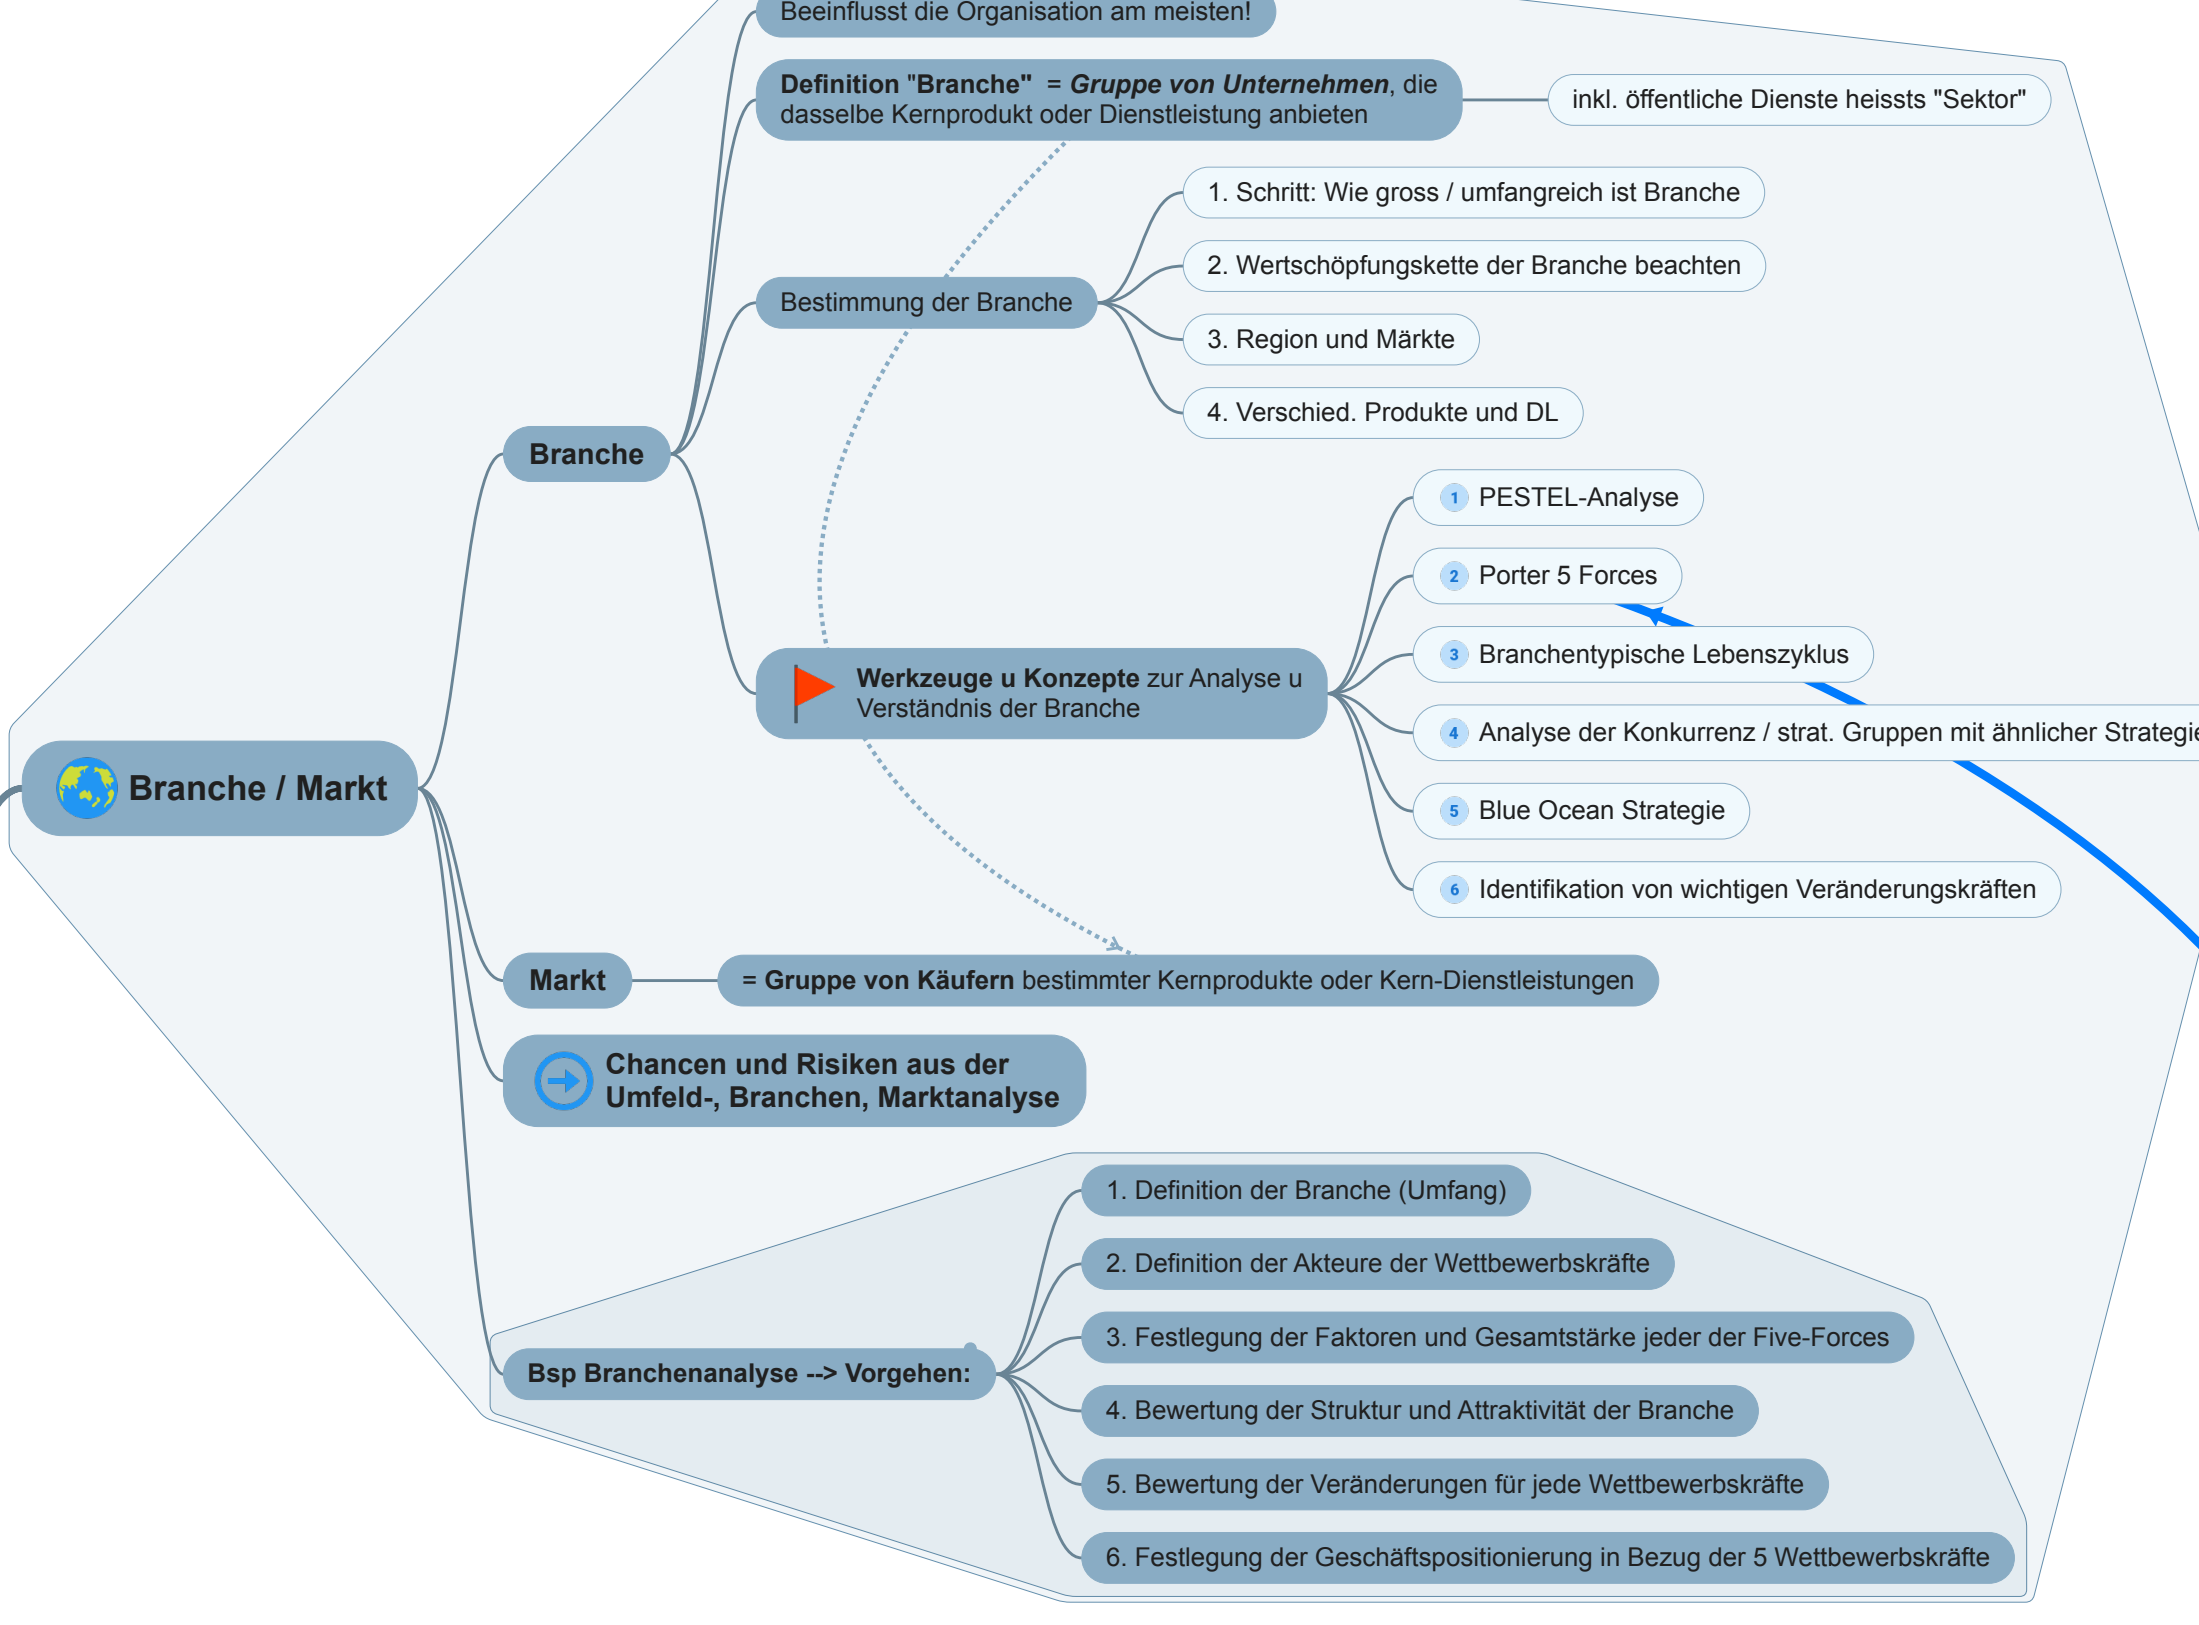 Beeinflusst die Organisation am meisten!
Definition "Branche" = Gruppe von Unternehmen, die
dasselbe Kernprodukt oder Dienstleistung anbieten
inkl. öffentliche Dienste heissts "Sektor"
1. Schritt: Wie gross / umfangreich ist Branche
2. Wertschöpfungskette der Branche beachten
Bestimmung der Branche
3. Region und Märkte
4. Verschied. Produkte und DL
Branche
1 PESTEL-Analyse
2 Porter 5 Forces
3 Branchentypische Lebenszyklus
Werkzeuge u Konzepte zur Analyse u
Verständnis der Branche
4 Analyse der Konkurrenz / strat. Gruppen mit ähnlicher Strategie
5 Blue Ocean Strategie
6 Identifikation von wichtigen Veränderungskräften
Branche / Markt
Markt
= Gruppe von Käufern bestimmter Kernprodukte oder Kern-Dienstleistungen
Chancen und Risiken aus der
Umfeld-, Branchen, Marktanalyse
Bsp Branchenanalyse --> Vorgehen:
1. Definition der Branche (Umfang)
2. Definition der Akteure der Wettbewerbskräfte
3. Festlegung der Faktoren und Gesamtstärke jeder der Five-Forces
4. Bewertung der Struktur und Attraktivität der Branche
5. Bewertung der Veränderungen für jede Wettbewerbskräfte
6. Festlegung der Geschäftspositionierung in Bezug der 5 Wettbewerbskräfte